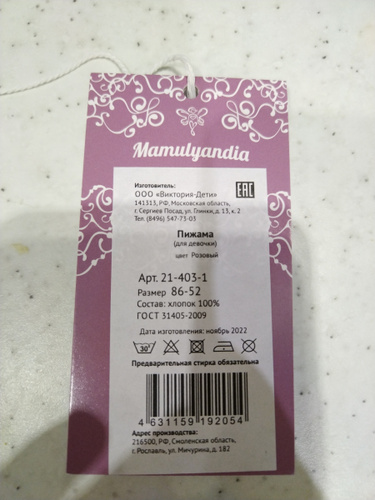 Mamulyandia
Изготовитель:
ООО «Виктория-Дети»
141313, РФ, Московская область,
г. Сергиев Посад, ул. Глинки, д. 13, к. 2
Тел. (8496) 547-73-03
EAC
Пижама
(для девочки)
цвет Розовый
Арт. 21-403-1
Размер 86-52
Состав: хлопок 100%
ГОСТ 31405-2009
Дата изготовления: ноябрь 2022
30°
Предварительная стирка обязательна
4 631159 192054
Адрес производства:
216500, РФ, Смоленская область,
г. Рославль, ул. Мичурина, д. 182